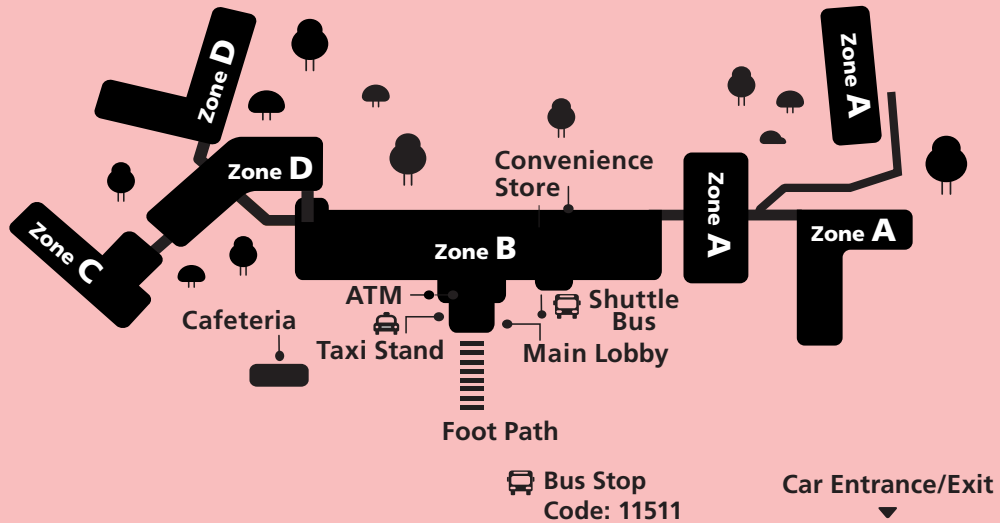 Zone D
Zone A
Zone D
Convenience
Store
Zone A
Zone C
Zone B
Zone A
ATM
Shuttle
Bus
Cafeteria
Taxi Stand
Main Lobby
Foot Path
Bus Stop
Code: 11511
Car Entrance/Exit